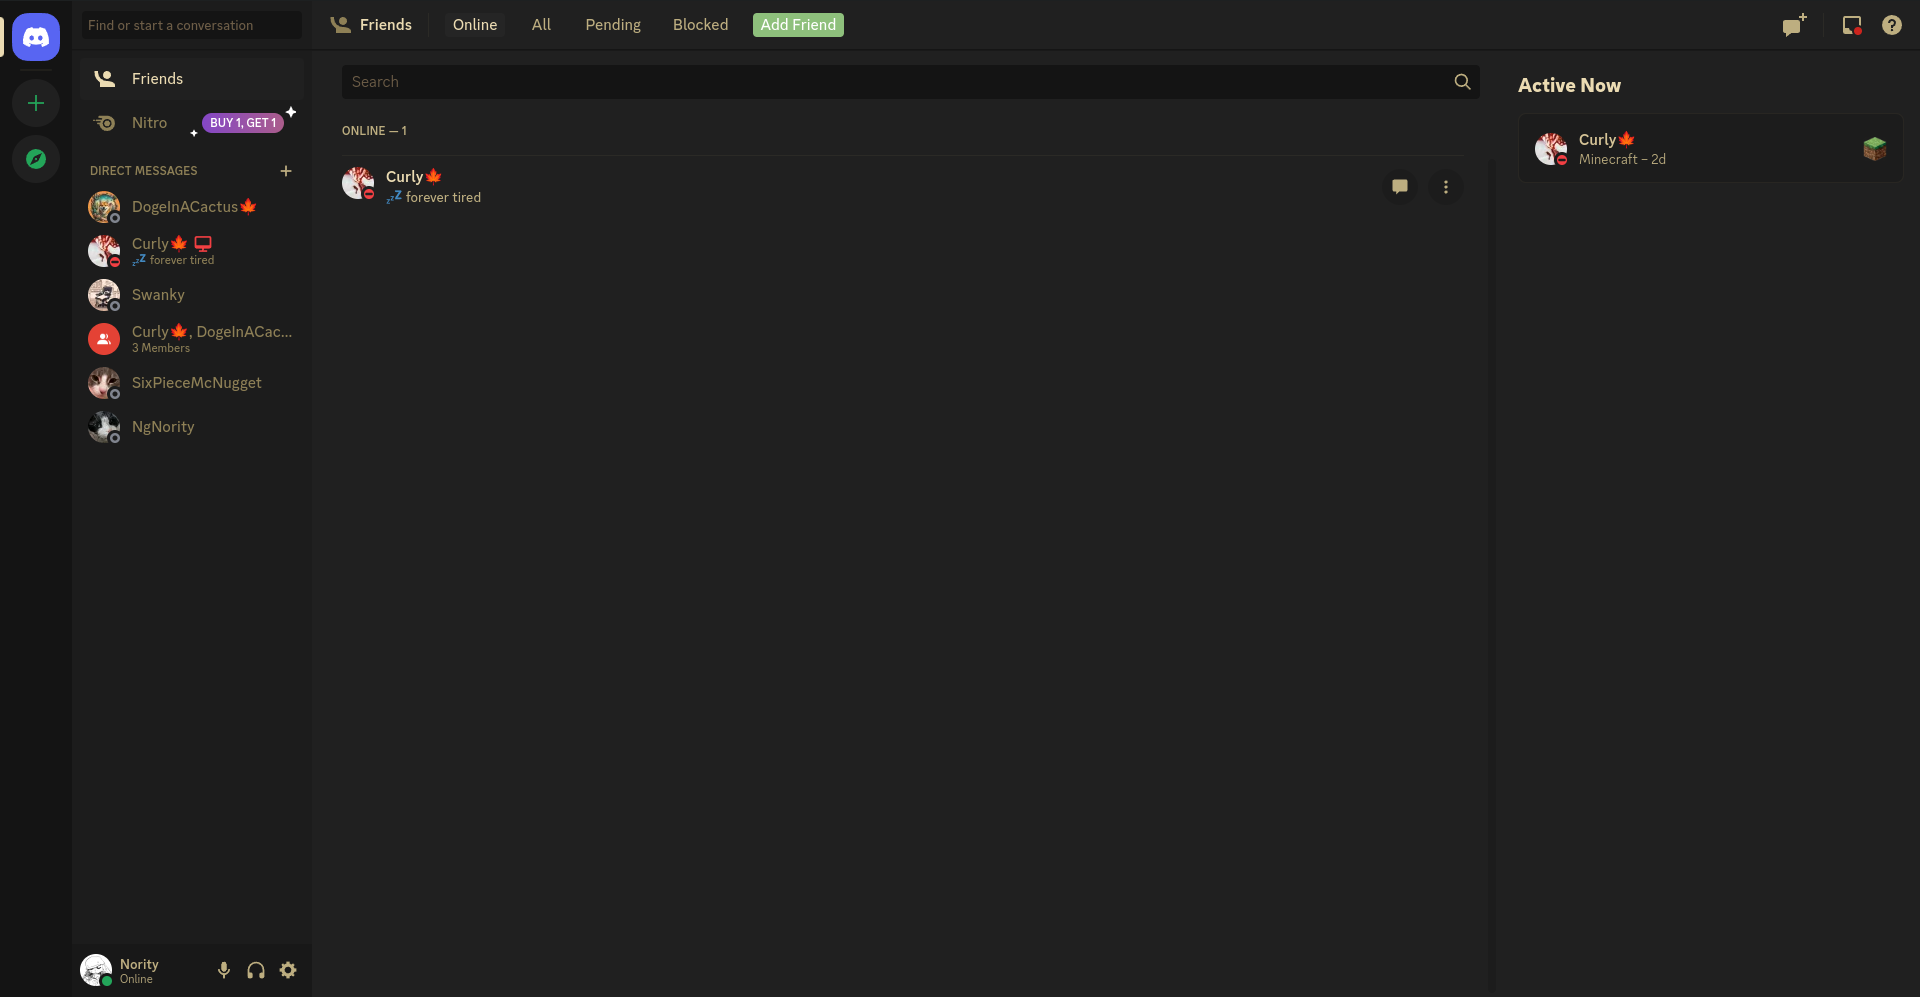 Find or start a conversation
Friends
Nitro
BUY 1, GET 1
DIRECT MESSAGES
DogeInACactus🍁
Curly🍁
💤 forever tired
Swanky
Curly🍁, DogeInACac...
3 Members
SixPieceMcNugget
NgNority
Nority
Online
Friends
Online
All
Pending
Blocked
Add Friend
Search
ONLINE — 1
Curly🍁
💤 forever tired
Active Now
Curly🍁
Minecraft – 2d